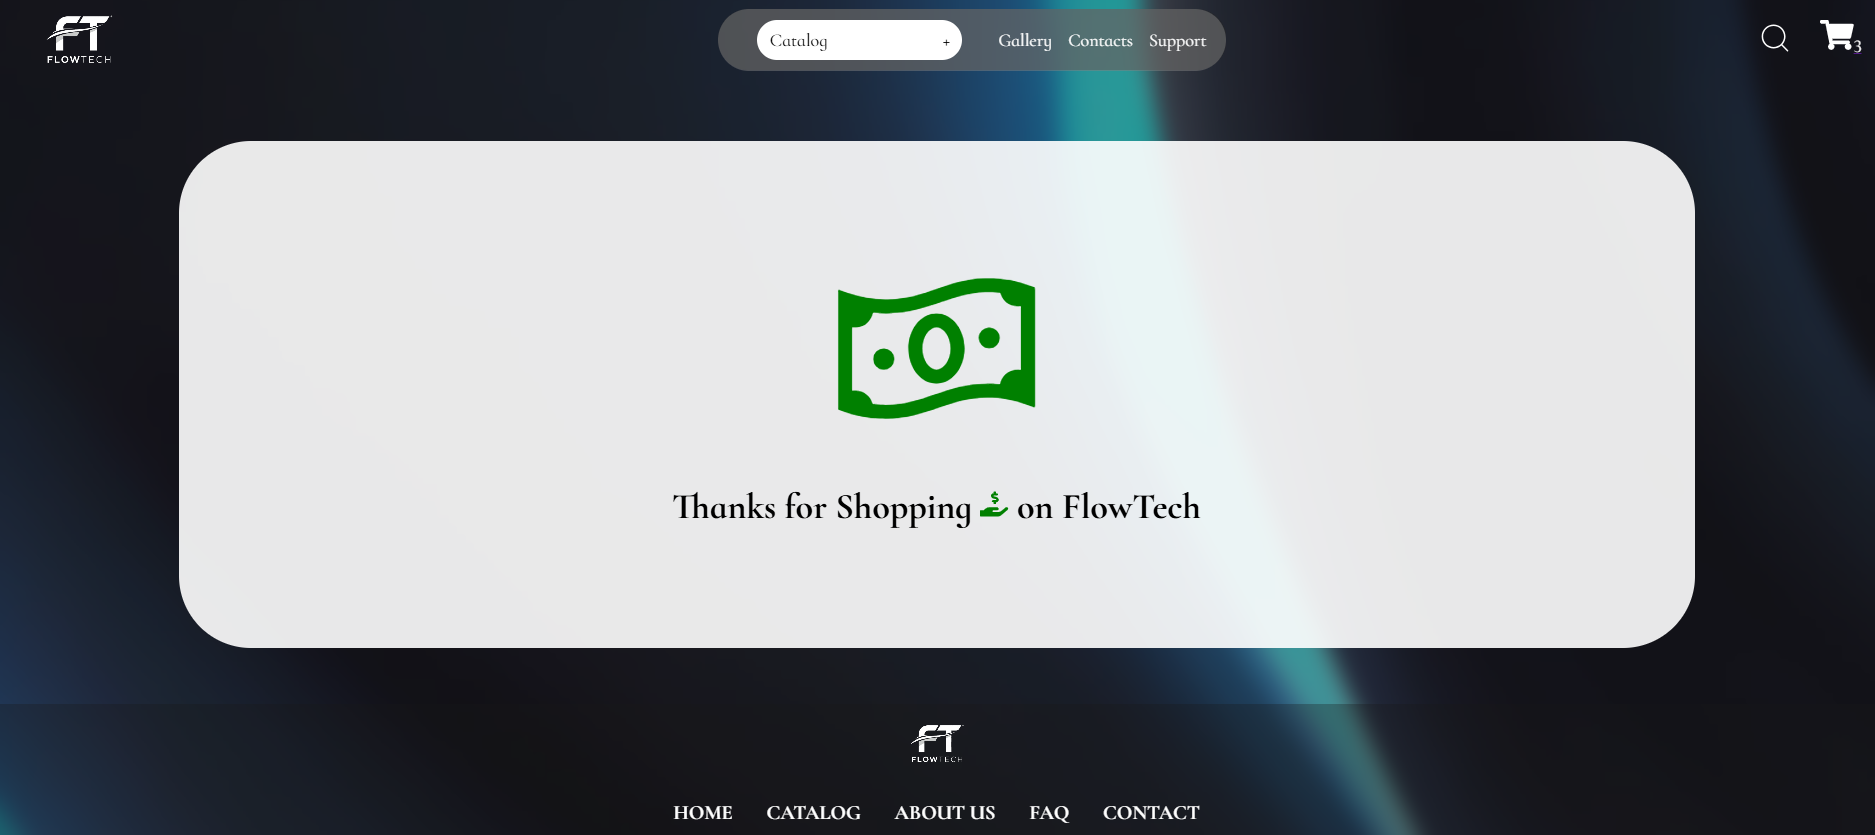 FT
FLOWTECH
Catalog +
Gallery Contacts Support
3
Thanks for Shopping on FlowTech
FT
FLOWTECH
HOME CATALOG ABOUT US FAQ CONTACT